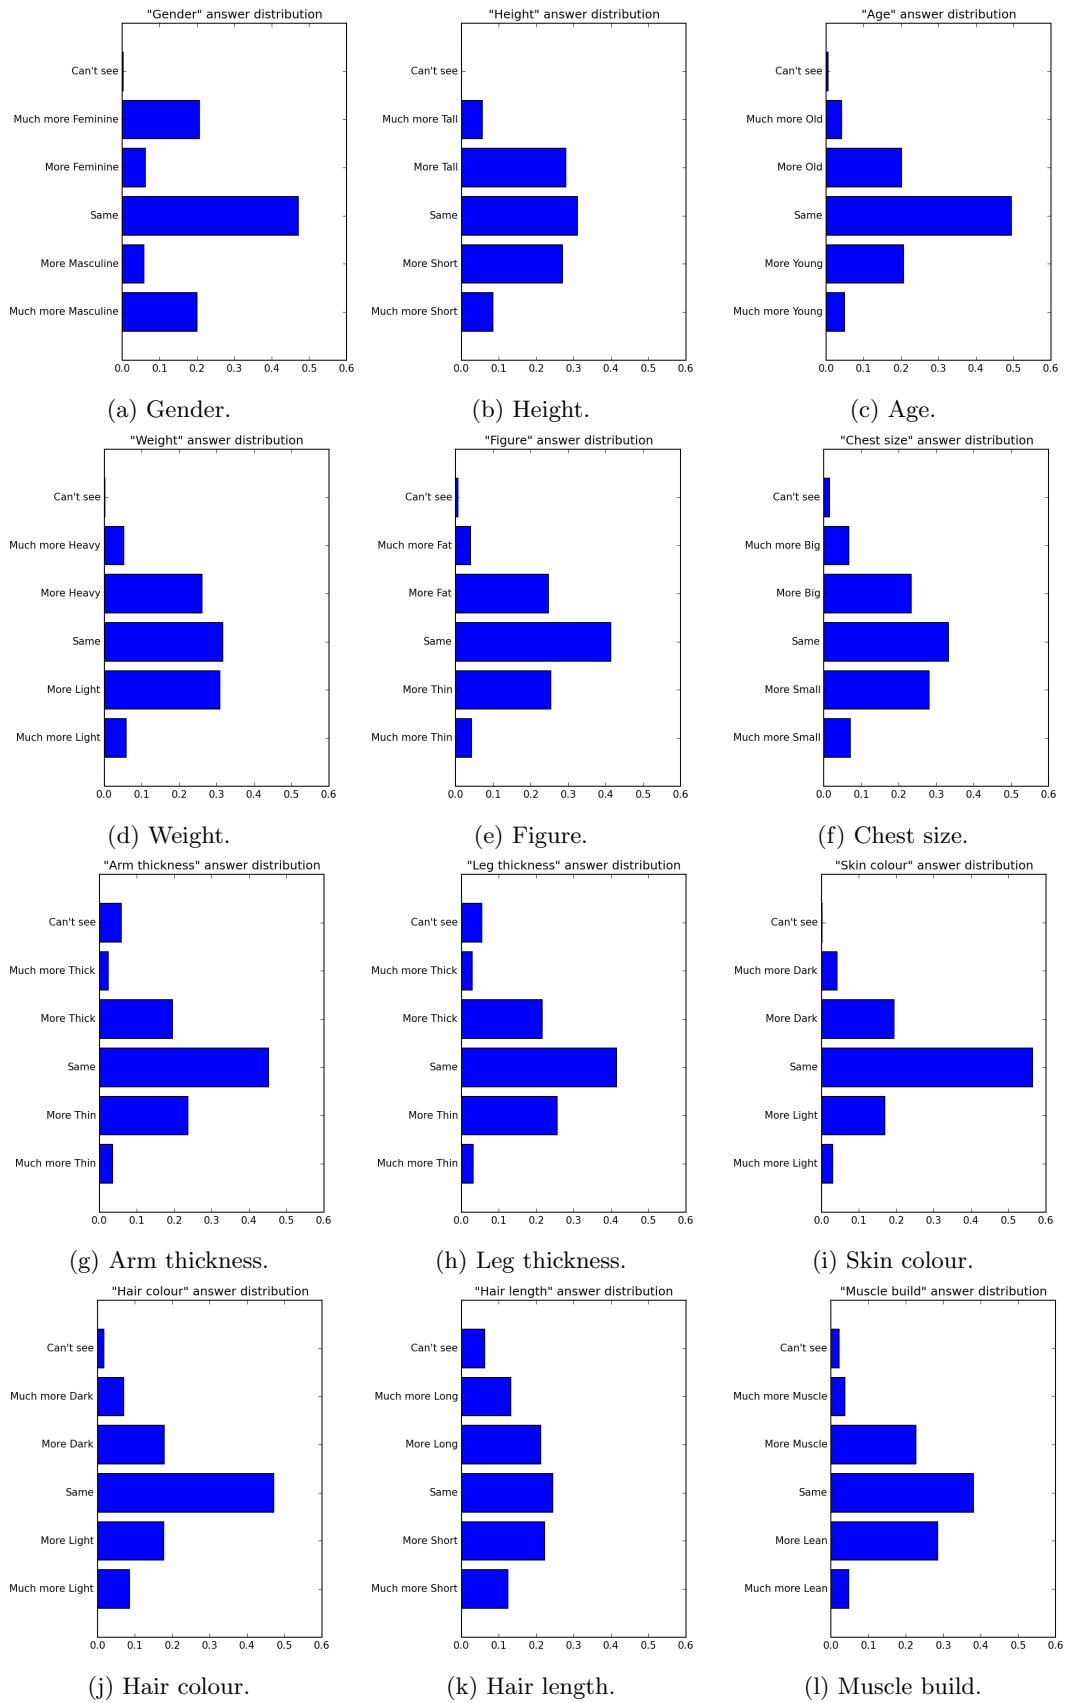 "Gender" answer distribution
Can't see
Much more Feminine
More Feminine
Same
More Masculine
Much more Masculine
0.0 0.1 0.2 0.3 0.4 0.5 0.6
(a) Gender.
"Height" answer distribution
Can't see
Much more Tall
More Tall
Same
More Short
Much more Short
0.0 0.1 0.2 0.3 0.4 0.5 0.6
(b) Height.
"Age" answer distribution
Can't see
Much more Old
More Old
Same
More Young
Much more Young
0.0 0.1 0.2 0.3 0.4 0.5 0.6
(c) Age.
"Weight" answer distribution
Can't see
Much more Heavy
More Heavy
Same
More Light
Much more Light
0.0 0.1 0.2 0.3 0.4 0.5 0.6
(d) Weight.
"Figure" answer distribution
Can't see
Much more Fat
More Fat
Same
More Thin
Much more Thin
0.0 0.1 0.2 0.3 0.4 0.5 0.6
(e) Figure.
"Chest size" answer distribution
Can't see
Much more Big
More Big
Same
More Small
Much more Small
0.0 0.1 0.2 0.3 0.4 0.5 0.6
(f) Chest size.
"Arm thickness" answer distribution
Can't see
Much more Thick
More Thick
Same
More Thin
Much more Thin
0.0 0.1 0.2 0.3 0.4 0.5 0.6
(g) Arm thickness.
"Leg thickness" answer distribution
Can't see
Much more Thick
More Thick
Same
More Thin
Much more Thin
0.0 0.1 0.2 0.3 0.4 0.5 0.6
(h) Leg thickness.
"Skin colour" answer distribution
Can't see
Much more Dark
More Dark
Same
More Light
Much more Light
0.0 0.1 0.2 0.3 0.4 0.5 0.6
(i) Skin colour.
"Hair colour" answer distribution
Can't see
Much more Dark
More Dark
Same
More Light
Much more Light
0.0 0.1 0.2 0.3 0.4 0.5 0.6
(j) Hair colour.
"Hair length" answer distribution
Can't see
Much more Long
More Long
Same
More Short
Much more Short
0.0 0.1 0.2 0.3 0.4 0.5 0.6
(k) Hair length.
"Muscle build" answer distribution
Can't see
Much more Muscle
More Muscle
Same
More Lean
Much more Lean
0.0 0.1 0.2 0.3 0.4 0.5 0.6
(l) Muscle build.